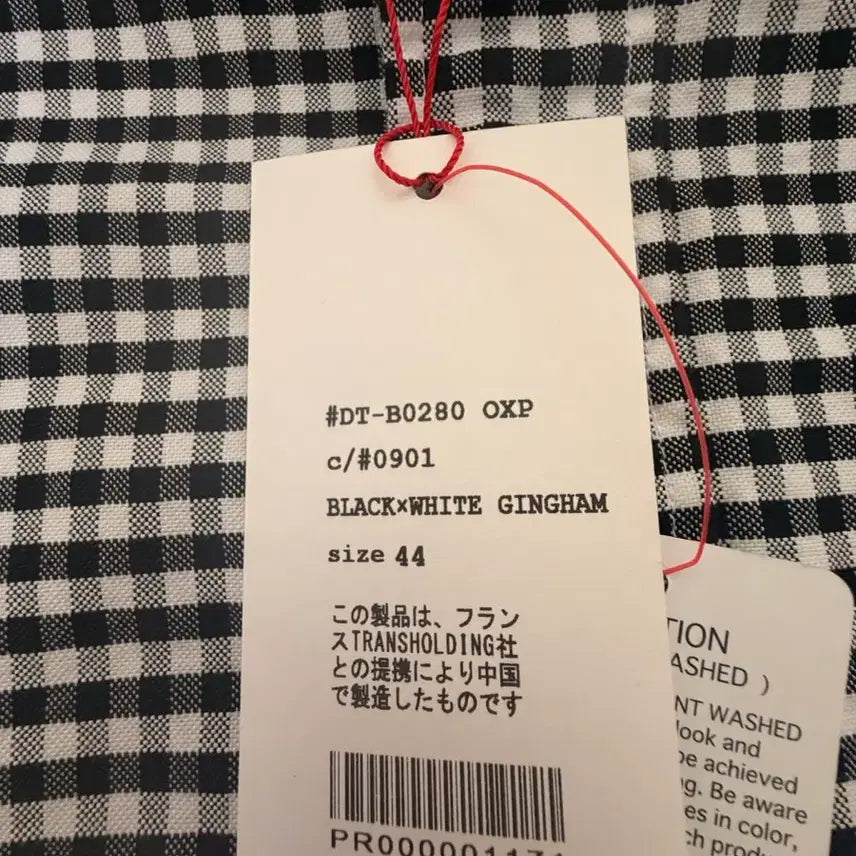 #DT-B0280 OXP
c/#0901
BLACK×WHITE GINGHAM
size 44
この製品は、フラン
スTRANSHOLDING社
との提携により中国
で製造したものです
TION
ASHED )
NT WASHED
look and
be achieved
g. Be aware
es in color,
ch